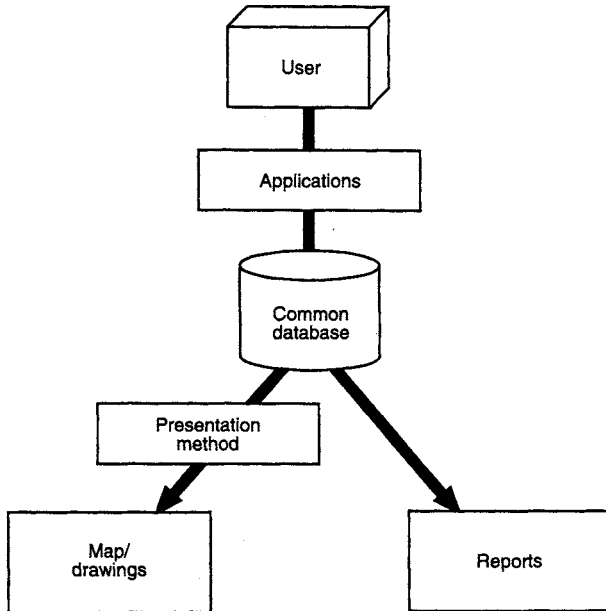 User
Applications
Common
database
Presentation
method
Map/
drawings
Reports